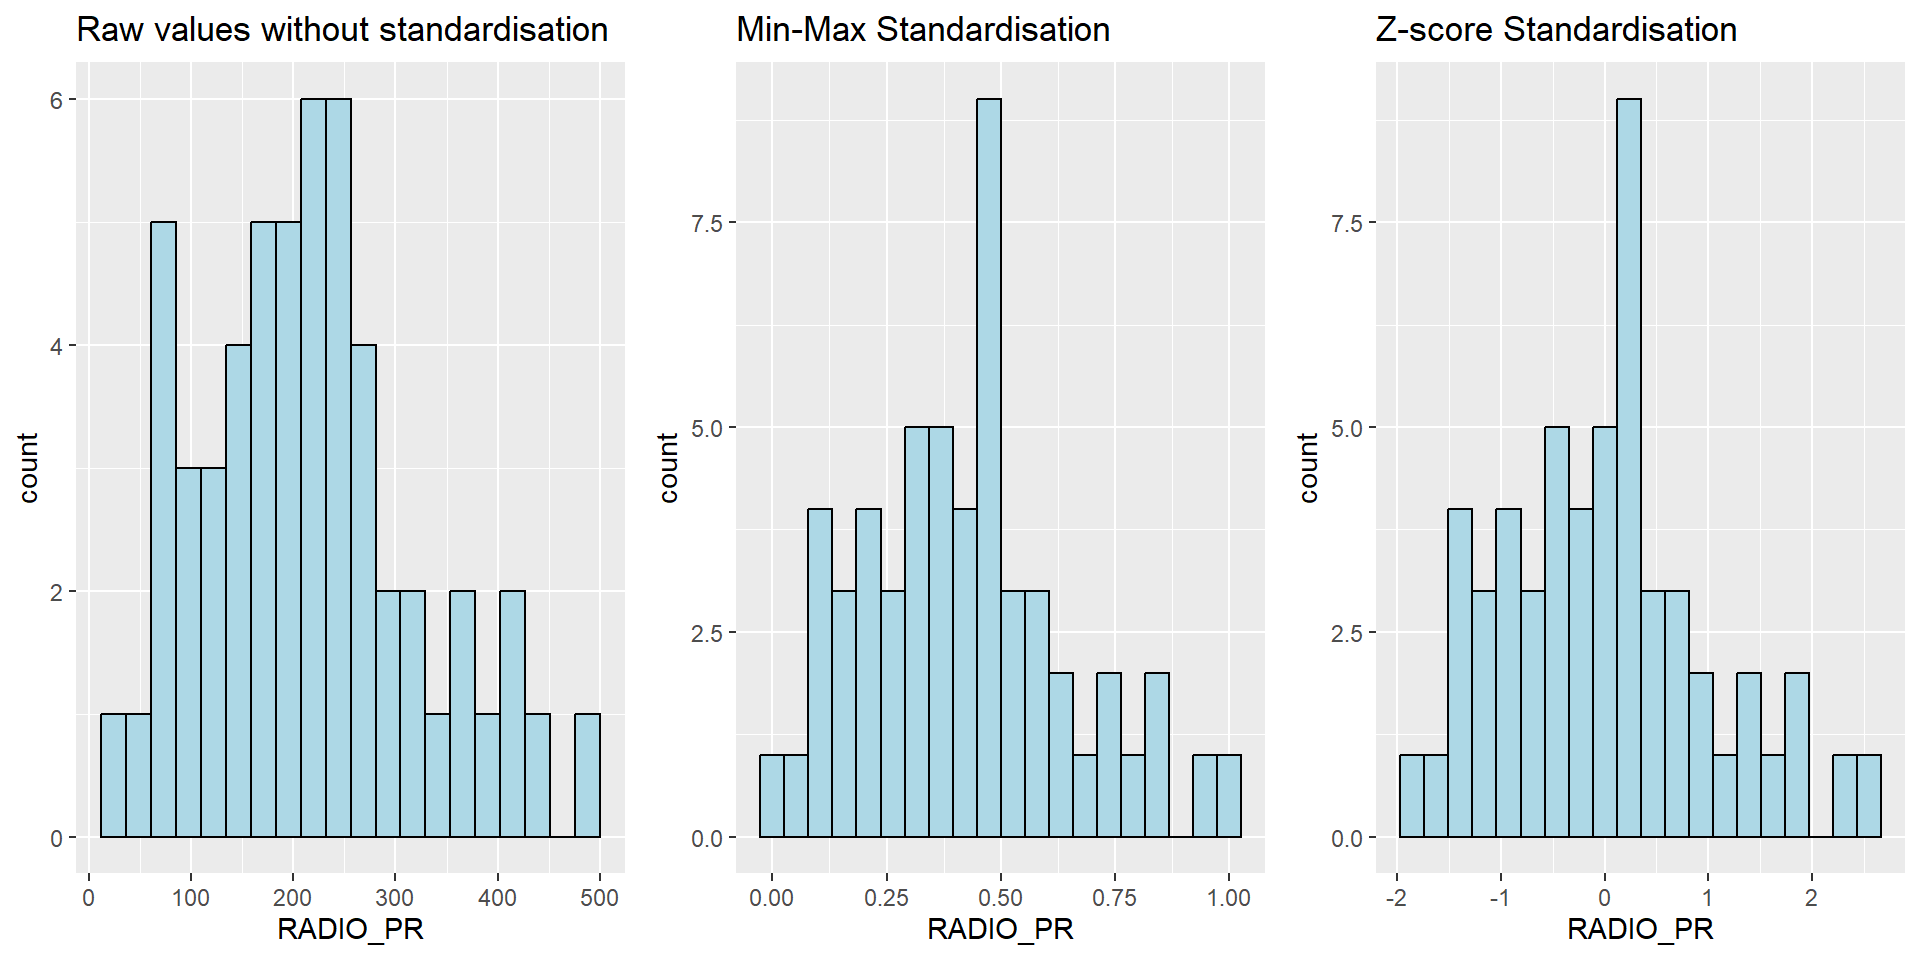 Raw values without standardisation
6
4
2
0
count
0 100 200 300 400 500
RADIO_PR
Min-Max Standardisation
7.5
5.0
2.5
0.0
count
0.00 0.25 0.50 0.75 1.00
RADIO_PR
Z-score Standardisation
7.5
5.0
2.5
0.0
count
-2 -1 0 1 2
RADIO_PR